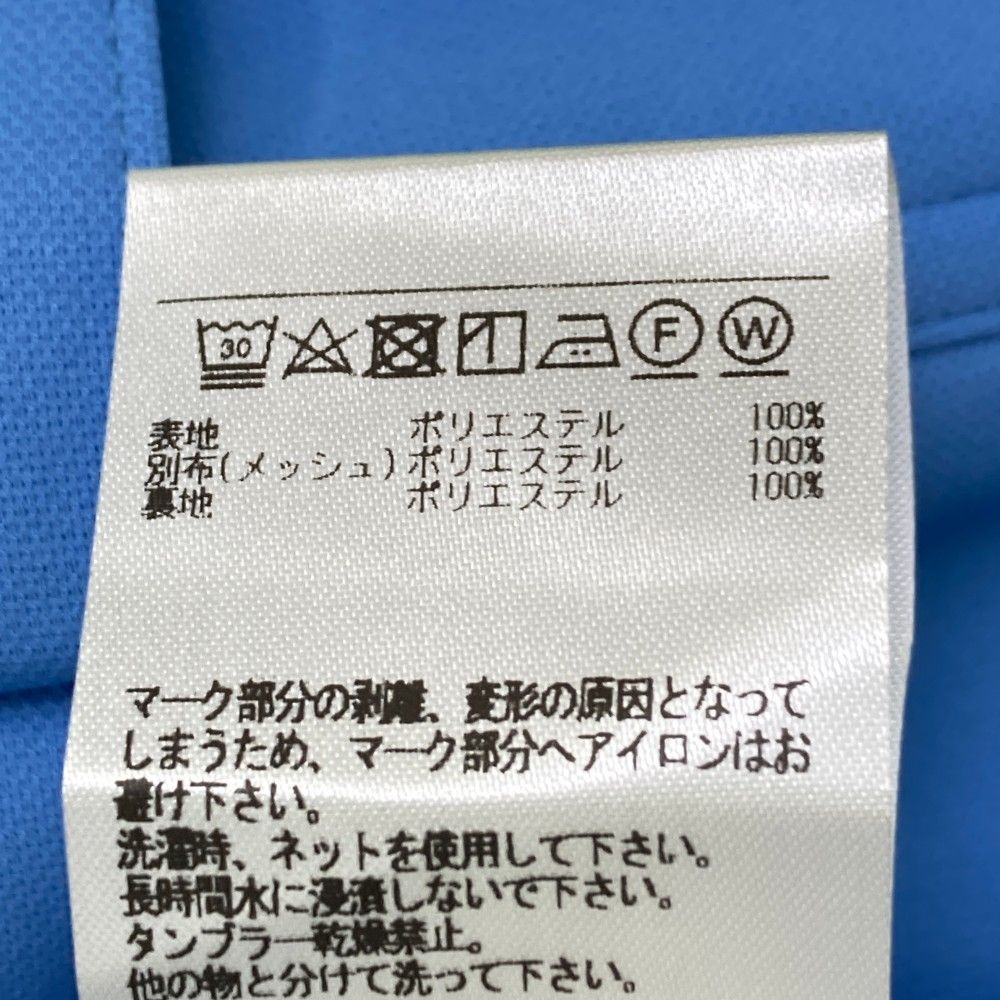 30 F W
表地 ポリエステル 100%
別布(メッシュ) ポリエステル 100%
裏地 ポリエステル 100%
マーク部分の剥離、変形の原因となって
しまうため、マーク部分へアイロンはお
避け下さい。
洗濯時、ネットを使用して下さい。
長時間水に浸漬しないで下さい。
タンブラー乾燥禁止。
他の物と分けて洗って下さい。